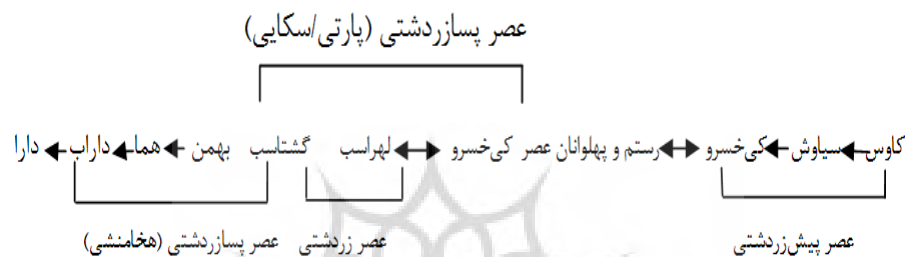 عصر پسازردشتی (پارتی/سکایی)
کاوس سیاوش کی‌خسرو رستم و پهلوانان عصر کی‌خسرو لهراسب گشتاسب بهمن هما داراب دارا
عصر پیش‌زردشتی عصر زردشتی عصر پسازردشتی (هخامنشی)